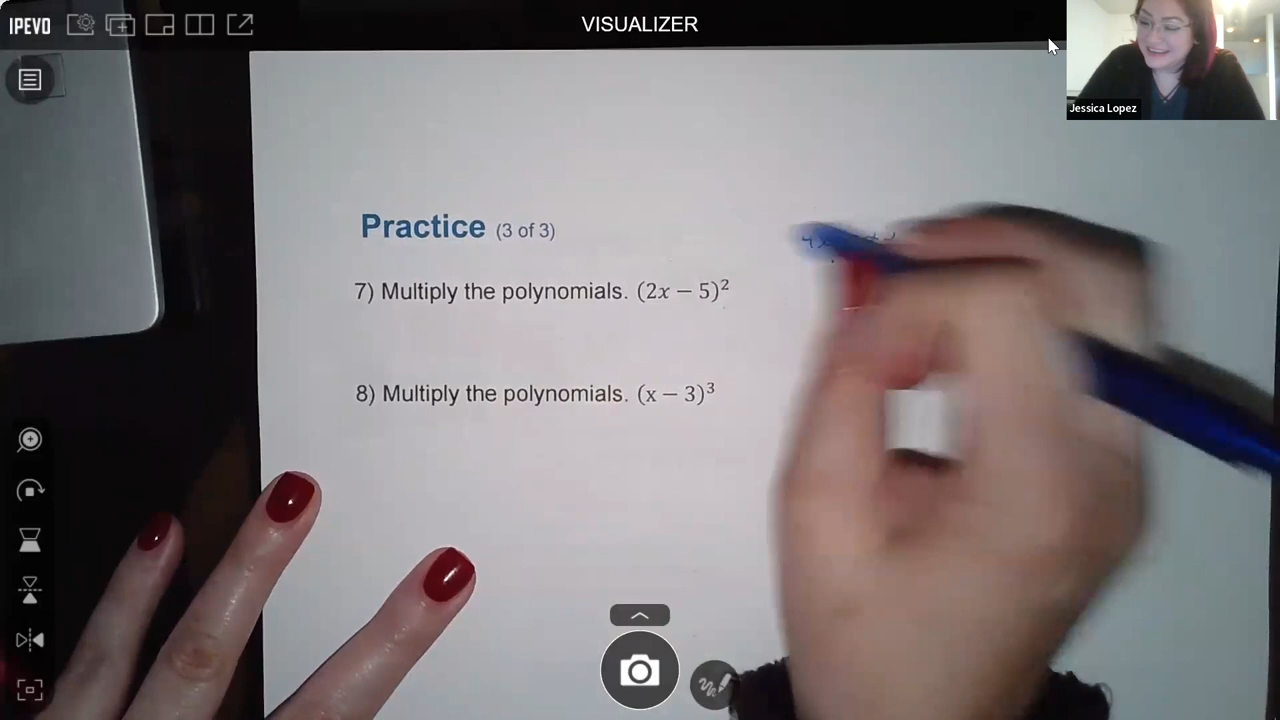 IPEVO
VISUALIZER
Jessica Lopez
Practice (3 of 3)
7) Multiply the polynomials. (2x − 5)²
8) Multiply the polynomials. (x − 3)³